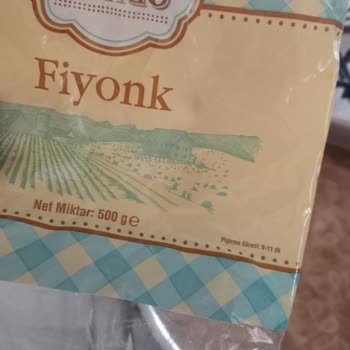 Fiyonk
Net Miktar: 500 g e
Pişirme Süresi: 9-11 dk